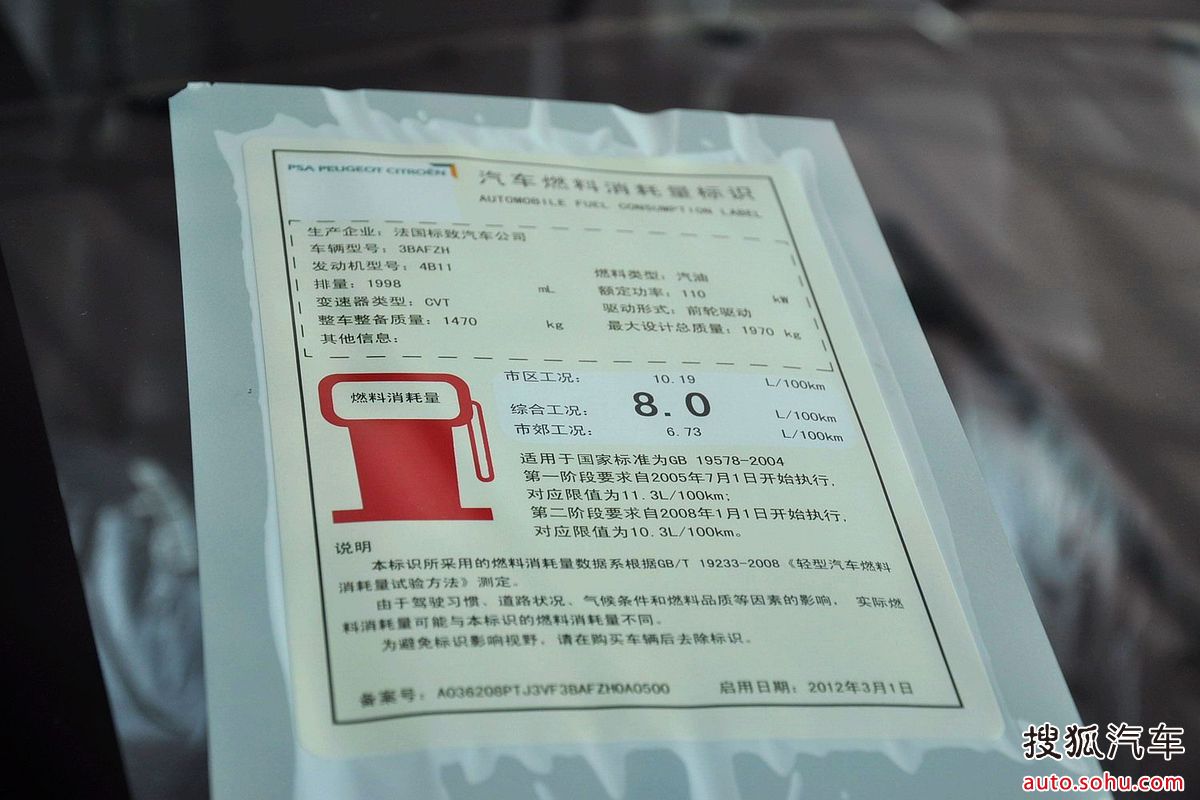 PSA PEUGEOT CITROËN
汽车燃料消耗量标识
AUTOMOBILE FUEL CONSUMPTION LABEL
生产企业：法国标致汽车公司
车辆型号：3BAFZH
发动机型号：4B11
燃料类型：汽油
排量：1998 mL
额定功率：110 kW
变速器类型：CVT
驱动形式：前轮驱动
整车整备质量：1470 kg
最大设计总质量：1970 kg
其他信息：
燃料消耗量
市区工况： 10.19 L/100km
综合工况： 8.0 L/100km
市郊工况： 6.73 L/100km
适用于国家标准为GB 19578-2004
第一阶段要求自2005年7月1日开始执行，
对应限值为11.3L/100km；
第二阶段要求自2008年1月1日开始执行，
对应限值为10.3L/100km。
说明
本标识所采用的燃料消耗量数据系根据GB/T 19233-2008《轻型汽车燃料
消耗量试验方法》测定。
由于驾驶习惯、道路状况、气候条件和燃料品质等因素的影响， 实际燃
料消耗量可能与本标识的燃料消耗量不同。
为避免标识影响视野，请在购买车辆后去除标识。
备案号：A036208PTJ3VF3BAFZH0A0500 启用日期：2012年3月1日
搜狐汽车
auto.sohu.com